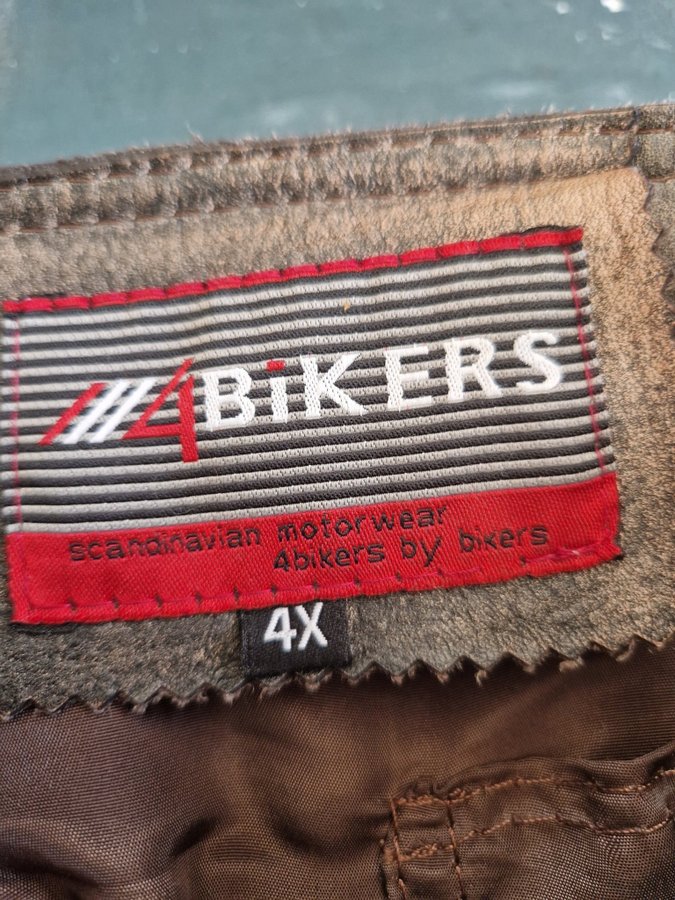 4BiKERS
scandinavian motorwear
4bikers by bikers
4X